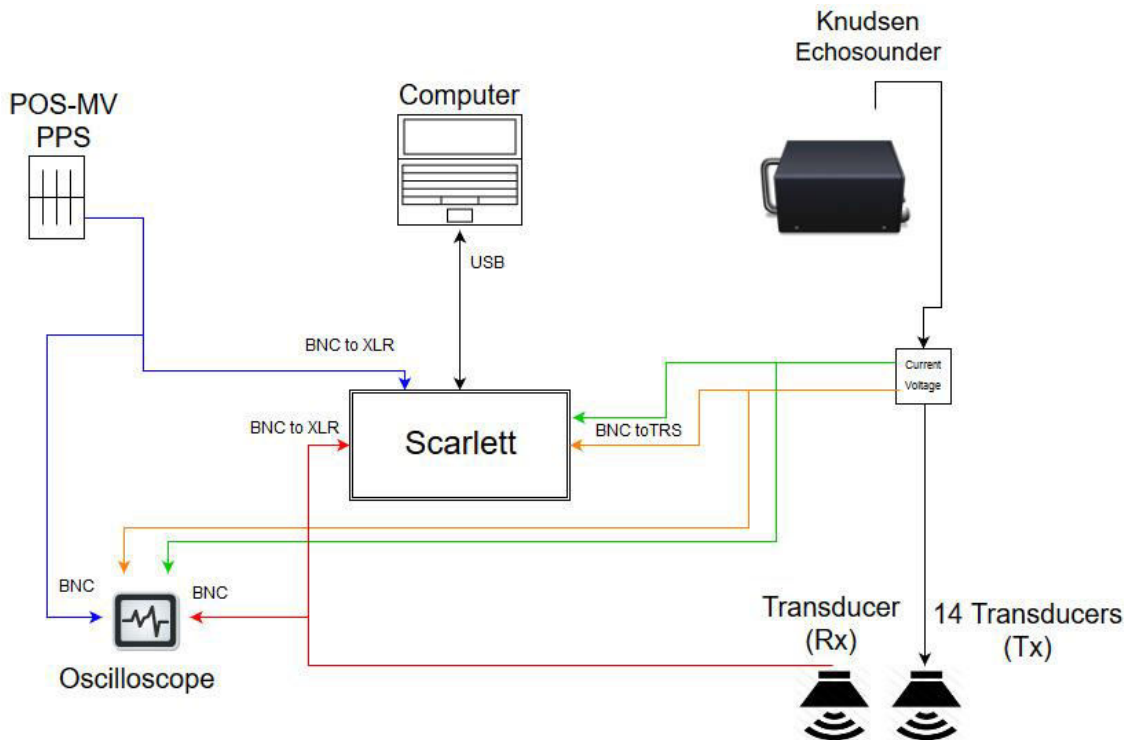 Knudsen
Echosounder
POS-MV
PPS
Computer
USB
BNC to XLR
Current
Voltage
BNC to XLR
Scarlett
BNC toTRS
BNC
BNC
Oscilloscope
Transducer
(Rx)
14 Transducers
(Tx)